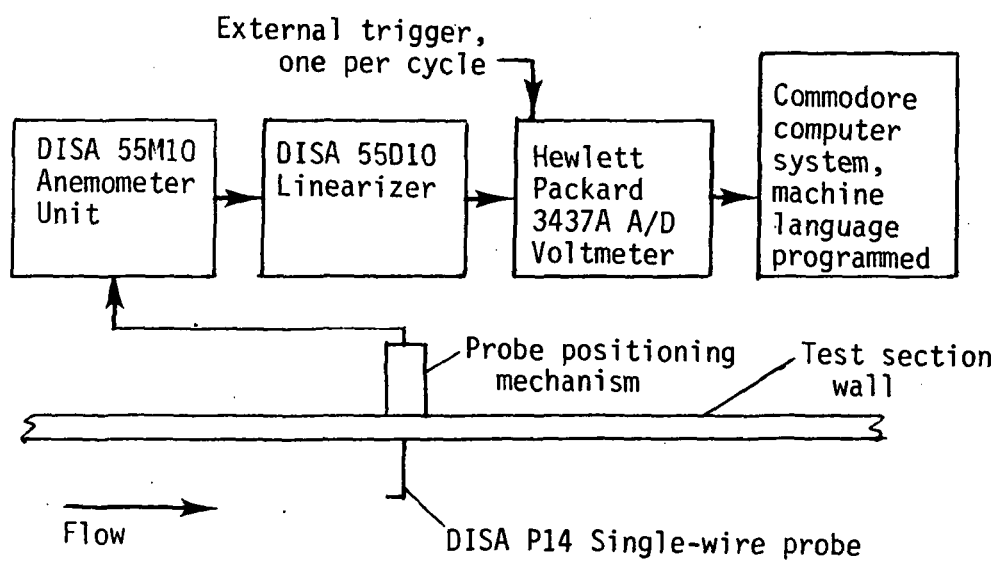 External trigger,
one per cycle
DISA 55M10
Anemometer
Unit
DISA 55D10
Linearizer
Hewlett
Packard
3437A A/D
Voltmeter
Commodore
computer
system,
machine
language
programmed
Probe positioning
mechanism
Test section
wall
Flow
DISA P14 Single-wire probe